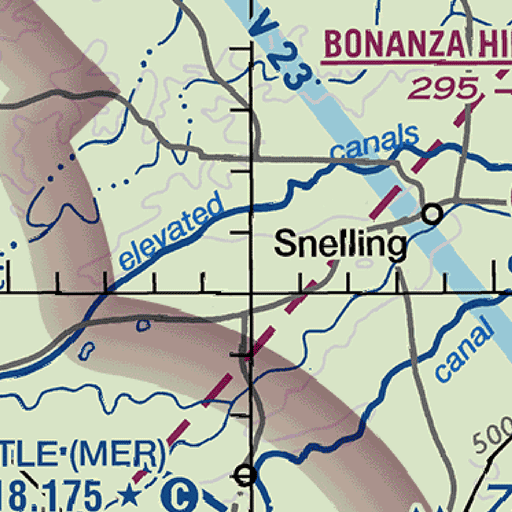 V 23
BONANZA HI
295
canals
elevated
Snelling
canal
500
TLE (MER)
18.175
C
Z